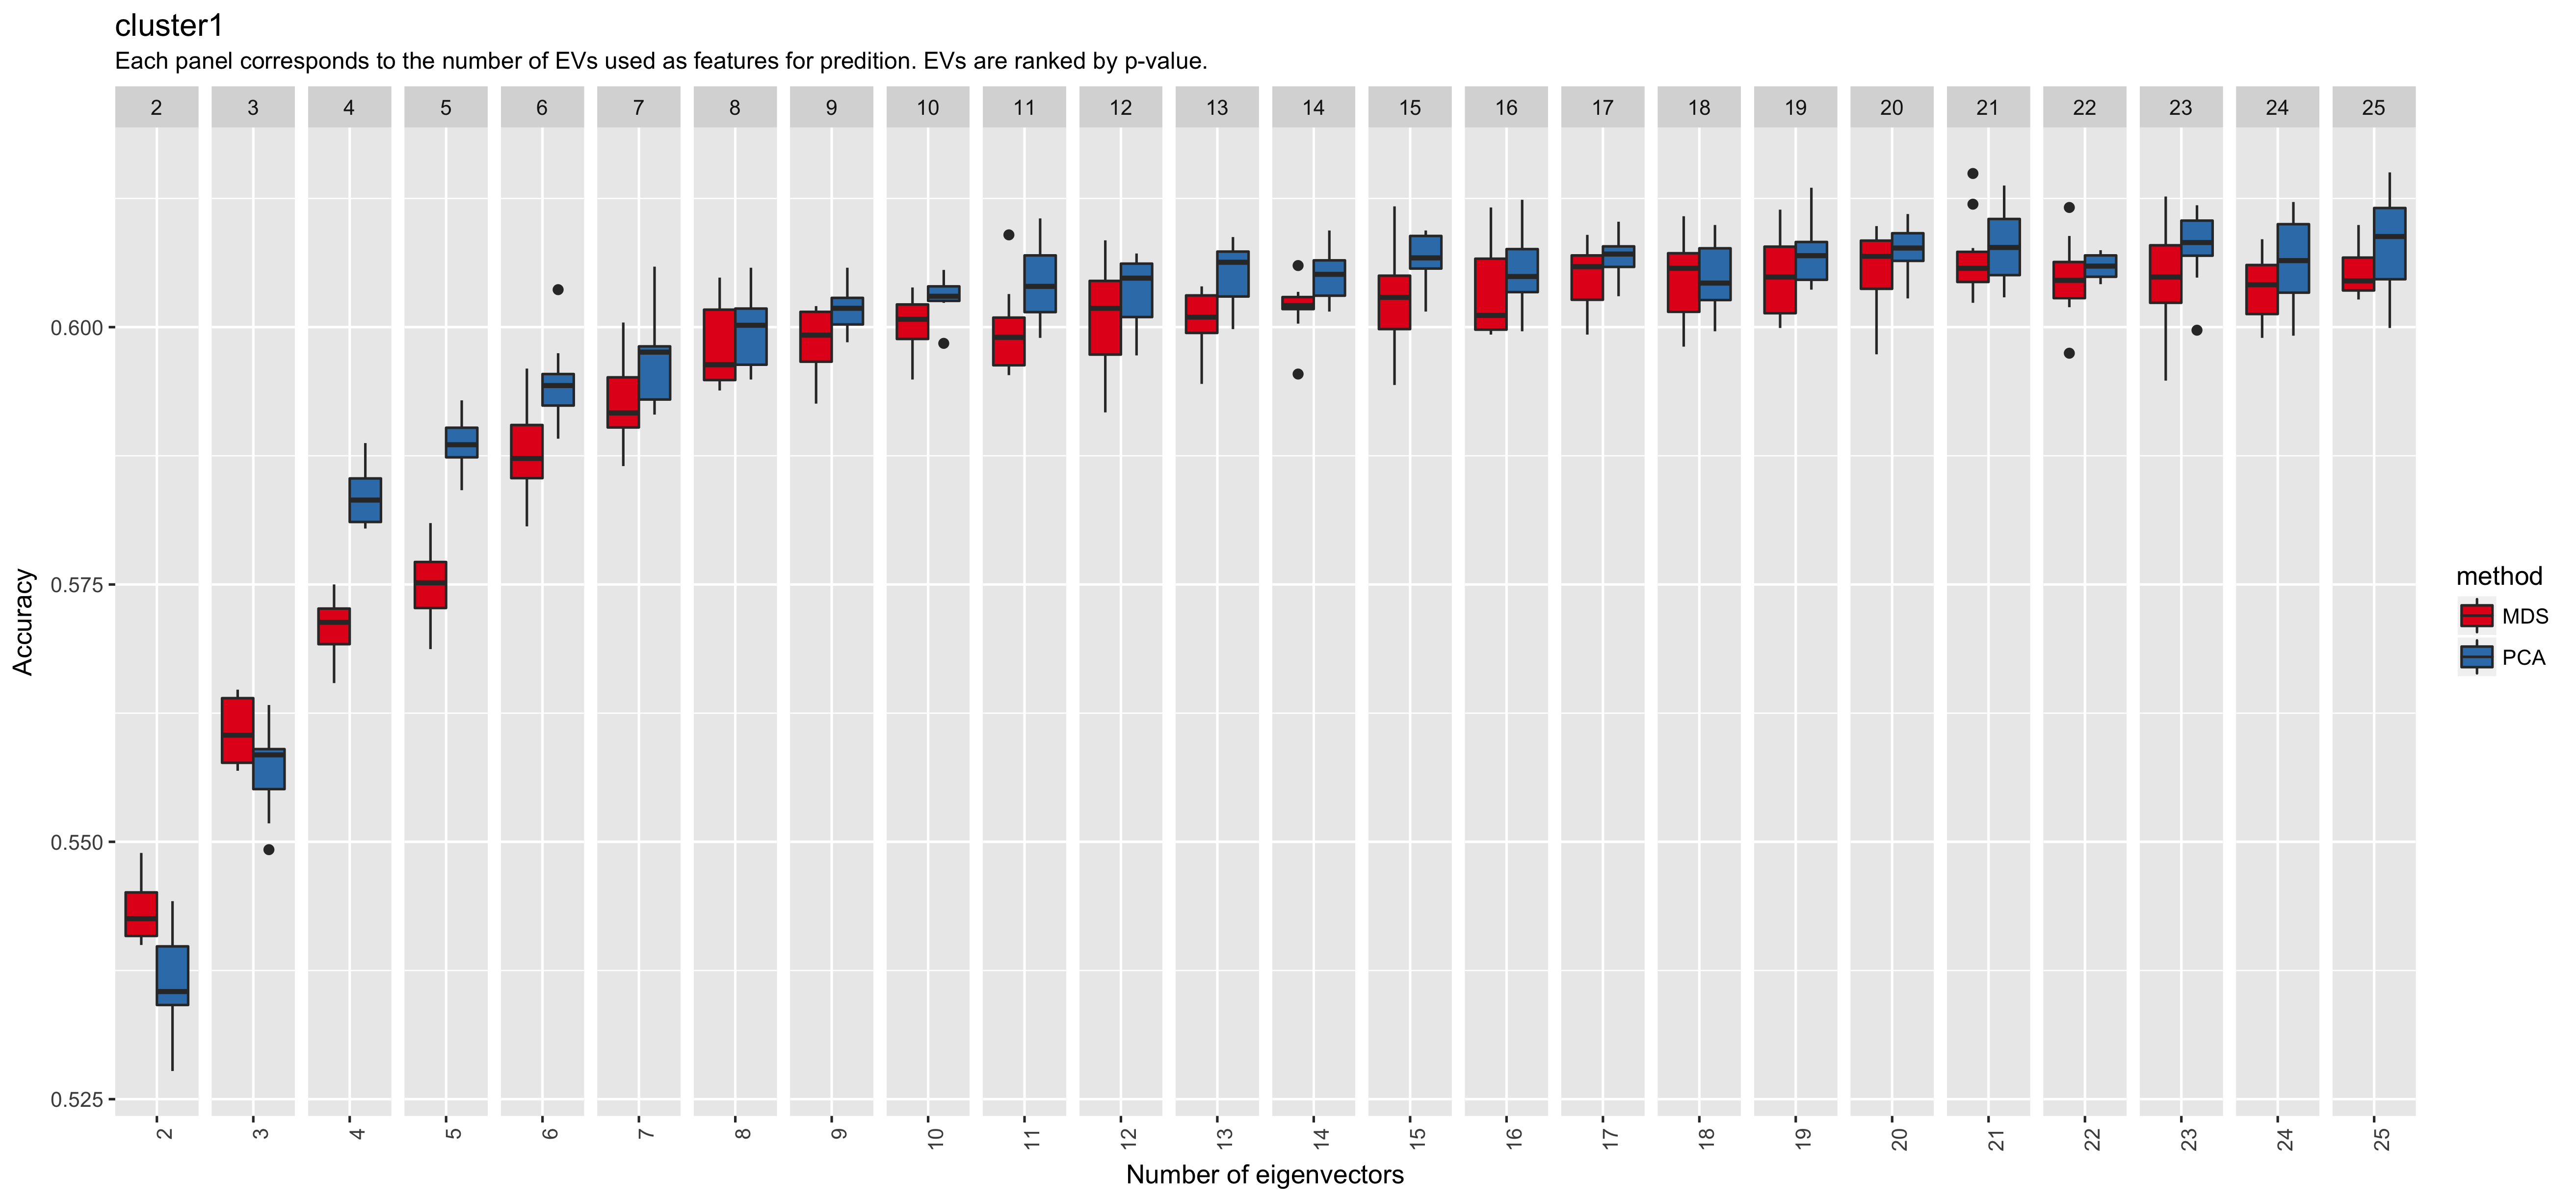 cluster1
Each panel corresponds to the number of EVs used as features for predition. EVs are ranked by p-value.
2 3 4 5 6 7 8 9 10 11 12 13 14 15 16 17 18 19 20 21 22 23 24 25
0.600
0.575
0.550
0.525
Accuracy
2 3 4 5 6 7 8 9 10 11 12 13 14 15 16 17 18 19 20 21 22 23 24 25
Number of eigenvectors
method
MDS
PCA